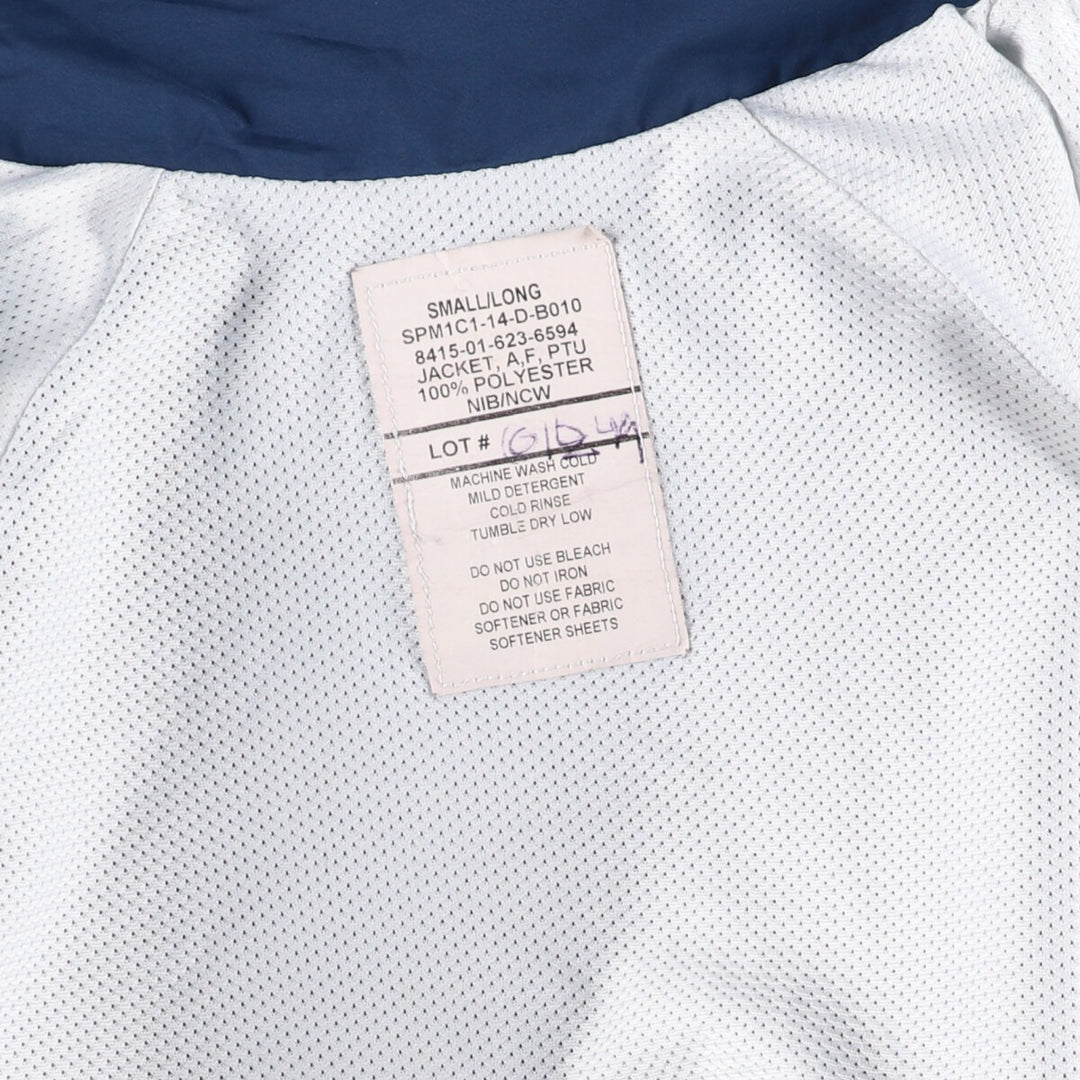 SMALL/LONG
SPM1C1-14-D-B010
8415-01-623-6594
JACKET, A,F, PTU
100% POLYESTER
NIB/NCW
LOT #
MACHINE WASH COLD
MILD DETERGENT
COLD RINSE
TUMBLE DRY LOW
DO NOT USE BLEACH
DO NOT IRON
DO NOT USE FABRIC
SOFTENER OR FABRIC
SOFTENER SHEETS